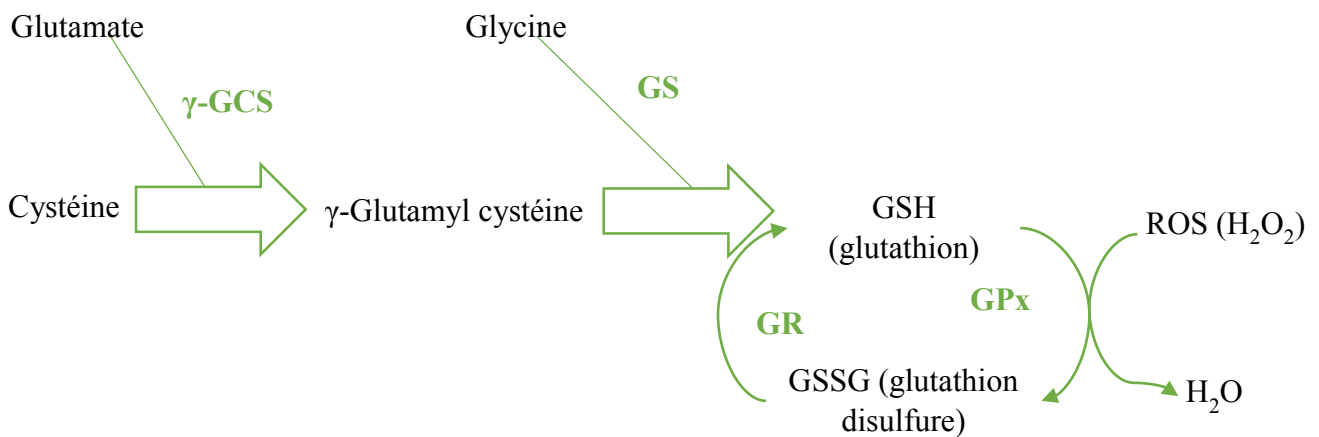 Glutamate
Glycine
γ-GCS
GS
Cystéine
γ-Glutamyl cystéine
GSH
(glutathion)
ROS (H₂O₂)
GR
GPx
GSSG (glutathion
disulfure)
H₂O